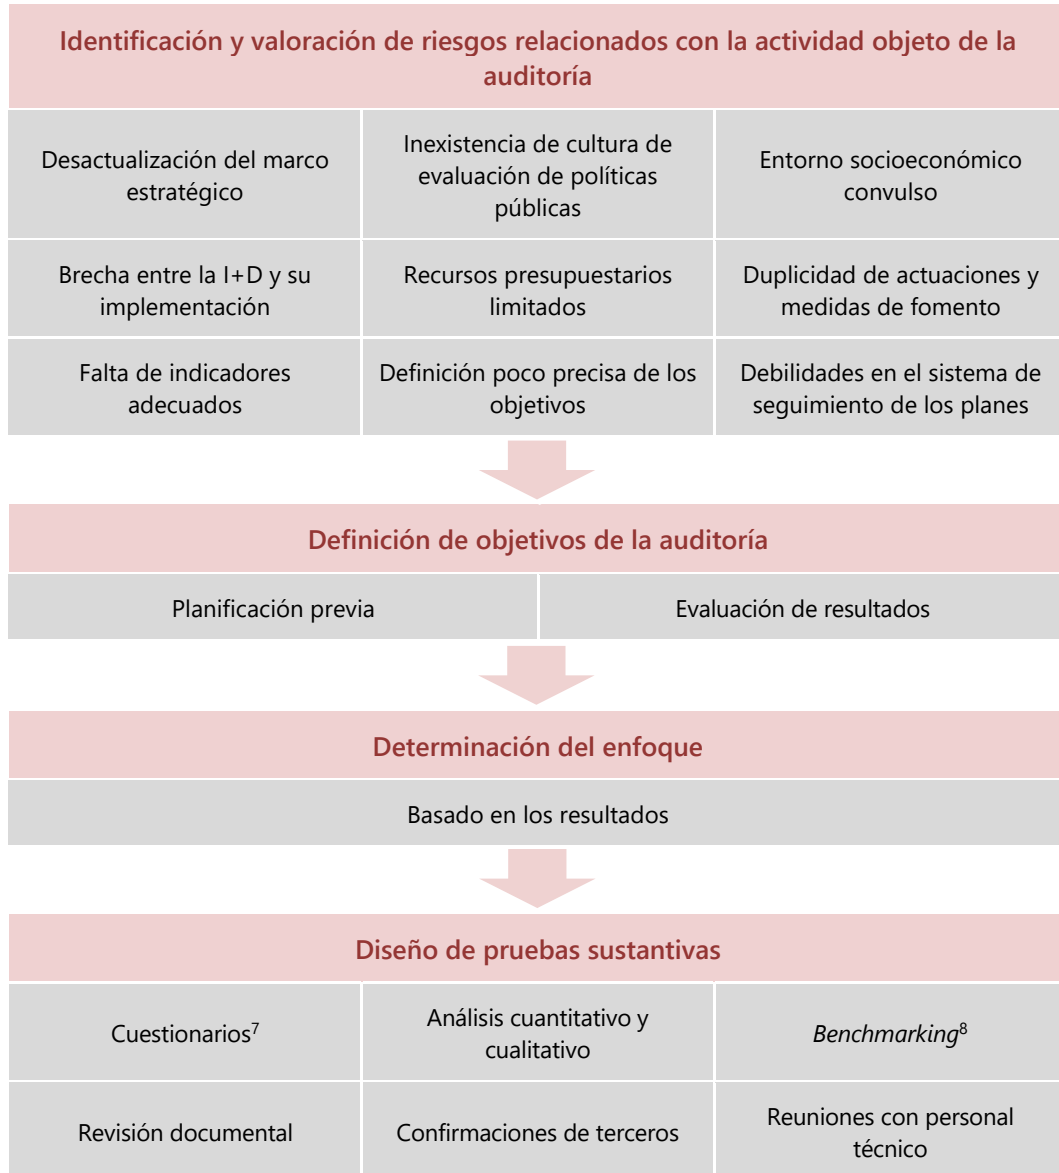 Identificación y valoración de riesgos relacionados con la actividad objeto de la
auditoría
Desactualización del marco
estratégico
Inexistencia de cultura de
evaluación de políticas
públicas
Entorno socioeconómico
convulso
Brecha entre la I+D y su
implementación
Recursos presupuestarios
limitados
Duplicidad de actuaciones y
medidas de fomento
Falta de indicadores
adecuados
Definición poco precisa de los
objetivos
Debilidades en el sistema de
seguimiento de los planes
Definición de objetivos de la auditoría
Planificación previa
Evaluación de resultados
Determinación del enfoque
Basado en los resultados
Diseño de pruebas sustantivas
Cuestionarios⁷
Análisis cuantitativo y
cualitativo
Benchmarking⁸
Revisión documental
Confirmaciones de terceros
Reuniones con personal
técnico